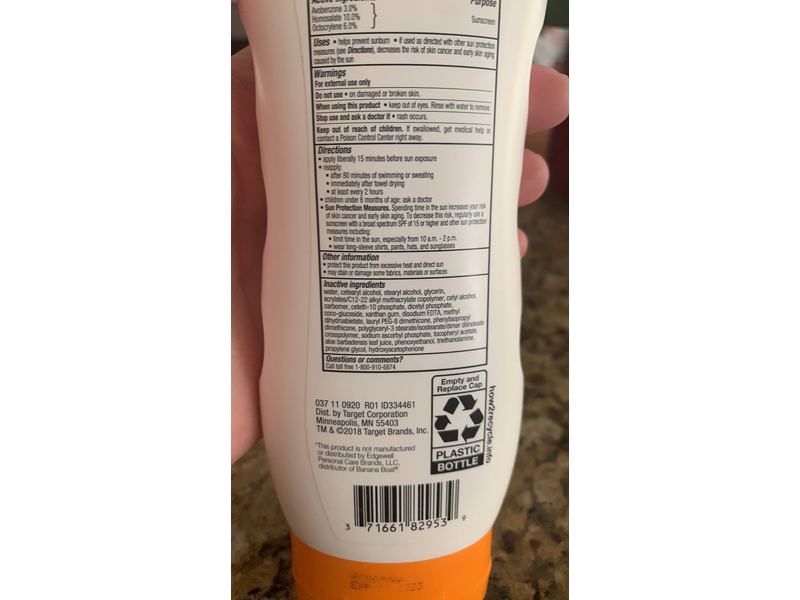 Active Ingredients
Purpose
Avobenzone 3.0%
Homosalate 10.0%
Octocrylene 6.0%
Sunscreen
Uses • helps prevent sunburn • if used as directed with other sun protection
measures (see Directions), decreases the risk of skin cancer and early skin aging
caused by the sun
Warnings
For external use only
Do not use • on damaged or broken skin.
When using this product • keep out of eyes. Rinse with water to remove.
Stop use and ask a doctor if • rash occurs.
Keep out of reach of children. If swallowed, get medical help or
contact a Poison Control Center right away.
Directions
• apply liberally 15 minutes before sun exposure
• reapply:
• after 80 minutes of swimming or sweating
• immediately after towel drying
• at least every 2 hours
• children under 6 months of age: ask a doctor
• Sun Protection Measures. Spending time in the sun increases your risk
of skin cancer and early skin aging. To decrease this risk, regularly use a
sunscreen with a broad spectrum SPF of 15 or higher and other sun protection
measures including:
• limit time in the sun, especially from 10 a.m. - 2 p.m.
• wear long-sleeve shirts, pants, hats, and sunglasses
Other information
• protect this product from excessive heat and direct sun
• may stain or damage some fabrics, materials or surfaces
Inactive ingredients
water, cetearyl alcohol, stearyl alcohol, glycerin,
acrylates/C12-22 alkyl methacrylate copolymer, cetyl alcohol,
carbomer, ceteth-10 phosphate, dicetyl phosphate,
coco-glucoside, xanthan gum, disodium EDTA, methyl
dihydroabietate, lauryl PEG-8 dimethicone, phenylisopropyl
dimethicone, polyglyceryl-3 stearate/isostearate/dimer dilinoleate
crosspolymer, sodium ascorbyl phosphate, tocopheryl acetate,
aloe barbadensis leaf juice, phenoxyethanol, triethanolamine,
propylene glycol, hydroxyacetophenone
Questions or comments?
Call toll free 1-800-910-6874
037 11 0920 R01 ID334461
Dist. by Target Corporation
Minneapolis, MN 55403
TM & ©2018 Target Brands, Inc.
*This product is not manufactured
or distributed by Edgewell
Personal Care Brands, LLC,
distributor of Banana Boat®
Empty and
Replace Cap
PLASTIC
BOTTLE
how2recycle.info
3 71661 82953 9
EXP